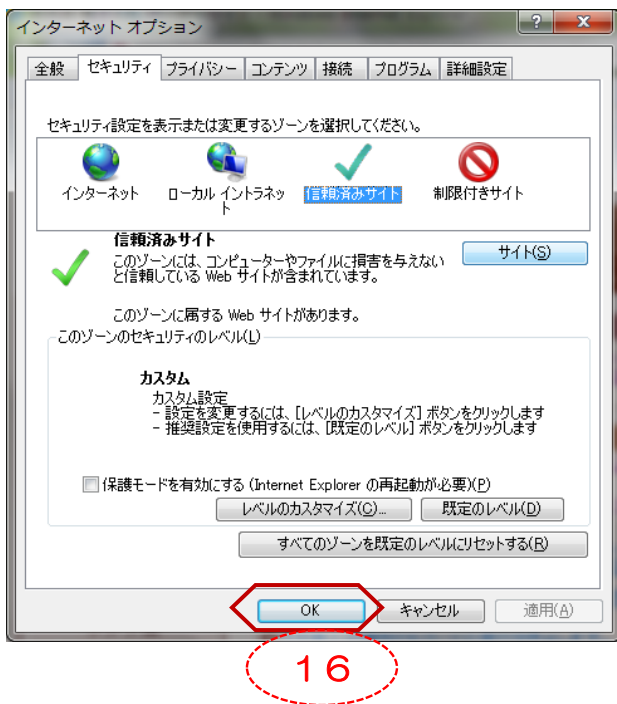 インターネット オプション
全般 セキュリティ プライバシー コンテンツ 接続 プログラム 詳細設定
セキュリティ設定を表示または変更するゾーンを選択してください。
インターネット ローカル イントラネッ 信頼済みサイト 制限付きサイト
ト
信頼済みサイト
このゾーンには、コンピューターやファイルに損害を与えない
と信頼している Web サイトが含まれています。
サイト(S)
このゾーンに属する Web サイトがあります。
このゾーンのセキュリティのレベル(L)
カスタム
カスタム設定
- 設定を変更するには、[レベルのカスタマイズ] ボタンをクリックします
- 推奨設定を使用するには、[既定のレベル] ボタンをクリックします
保護モードを有効にする (Internet Explorer の再起動が必要)(P)
レベルのカスタマイズ(C)... 既定のレベル(D)
すべてのゾーンを既定のレベルにリセットする(R)
OK キャンセル 適用(A)
16